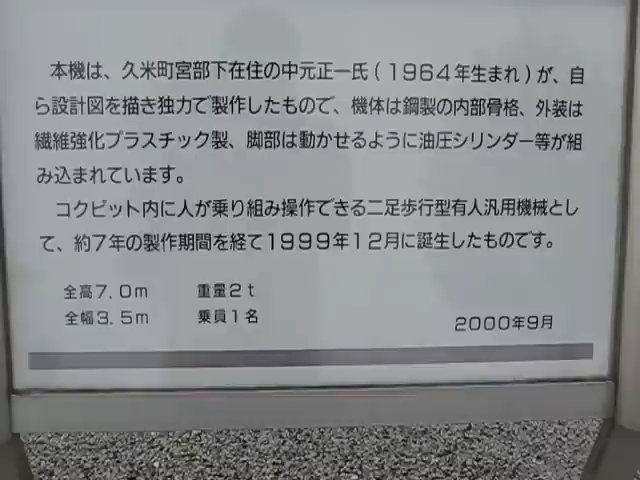 本機は、久米町宮部下在住の中元正一氏（１９６４年生まれ）が、自
ら設計図を描き独力で製作したもので、機体は鋼製の内部骨格、外装は
繊維強化プラスチック製、脚部は動かせるように油圧シリンダー等が組
み込まれています。
コクピット内に人が乗り組み操作できる二足歩行型有人汎用機械とし
て、約７年の製作期間を経て１９９９年１２月に誕生したものです。
全高７.０ｍ　重量２ｔ
全幅３.５ｍ　乗員１名
２０００年９月